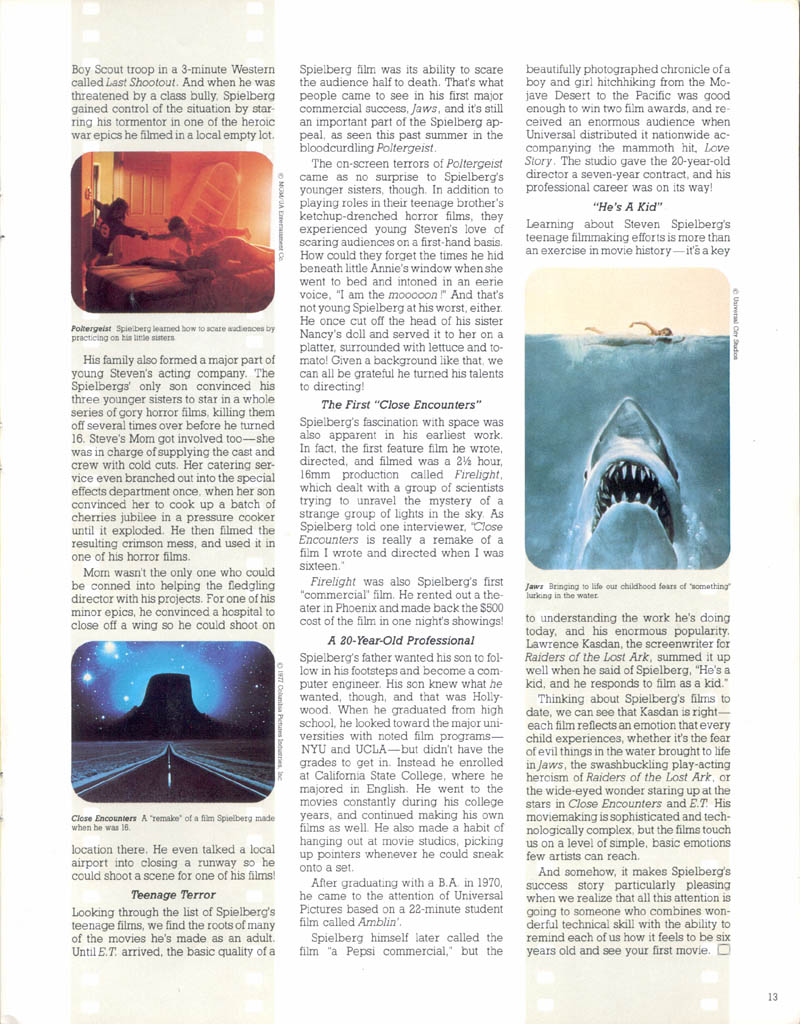 Boy Scout troop in a 3-minute Western
called Last Shootout. And when he was
threatened by a class bully, Spielberg
gained control of the situation by star-
ring his tormentor in one of the heroic
war epics he filmed in a local empty lot.
© MGM/UA Entertainment Co.
Poltergeist Spielberg learned how to scare audiences by
practicing on his little sisters
His family also formed a major part of
young Steven's acting company. The
Spielbergs' only son convinced his
three younger sisters to star in a whole
series of gory horror films, killing them
off several times over before he turned
16. Steve's Mom got involved too—she
was in charge of supplying the cast and
crew with cold cuts. Her catering ser-
vice even branched out into the special
effects department once, when her son
convinced her to cook up a batch of
cherries jubilee in a pressure cooker
until it exploded. He then filmed the
resulting crimson mess, and used it in
one of his horror films.
Mom wasn't the only one who could
be conned into helping the fledgling
director with his projects. For one of his
minor epics, he convinced a hospital to
close off a wing so he could shoot on
© 1977 Columbia Pictures Industries, Inc.
Close Encounters A "remake" of a film Spielberg made
when he was 16.
location there. He even talked a local
airport into closing a runway so he
could shoot a scene for one of his films!
Teenage Terror
Looking through the list of Spielberg's
teenage films, we find the roots of many
of the movies he's made as an adult.
Until E.T. arrived, the basic quality of a
Spielberg film was its ability to scare
the audience half to death. That's what
people came to see in his first major
commercial success, Jaws, and it's still
an important part of the Spielberg ap-
peal, as seen this past summer in the
bloodcurdling Poltergeist.
The on-screen terrors of Poltergeist
came as no surprise to Spielberg's
younger sisters, though. In addition to
playing roles in their teenage brother's
ketchup-drenched horror films, they
experienced young Steven's love of
scaring audiences on a first-hand basis.
How could they forget the times he hid
beneath little Annie's window when she
went to bed and intoned in an eerie
voice, "I am the mooooon!" And that's
not young Spielberg at his worst, either.
He once cut off the head of his sister
Nancy's doll and served it to her on a
platter, surrounded with lettuce and to-
mato! Given a background like that, we
can all be grateful he turned his talents
to directing!
The First "Close Encounters"
Spielberg's fascination with space was
also apparent in his earliest work.
In fact, the first feature film he wrote,
directed, and filmed was a 2½ hour,
16mm production called Firelight,
which dealt with a group of scientists
trying to unravel the mystery of a
strange group of lights in the sky. As
Spielberg told one interviewer, "Close
Encounters is really a remake of a
film I wrote and directed when I was
sixteen."
Firelight was also Spielberg's first
"commercial" film. He rented out a the-
ater in Phoenix and made back the $500
cost of the film in one night's showings!
A 20-Year-Old Professional
Spielberg's father wanted his son to fol-
low in his footsteps and become a com-
puter engineer. His son knew what he
wanted, though, and that was Holly-
wood. When he graduated from high
school, he looked toward the major uni-
versities with noted film programs—
NYU and UCLA—but didn't have the
grades to get in. Instead he enrolled
at California State College, where he
majored in English. He went to the
movies constantly during his college
years, and continued making his own
films as well. He also made a habit of
hanging out at movie studios, picking
up pointers whenever he could sneak
onto a set.
After graduating with a B.A. in 1970,
he came to the attention of Universal
Pictures based on a 22-minute student
film called Amblin'.
Spielberg himself later called the
film "a Pepsi commercial," but the
beautifully photographed chronicle of a
boy and girl hitchhiking from the Mo-
jave Desert to the Pacific was good
enough to win two film awards, and re-
ceived an enormous audience when
Universal distributed it nationwide ac-
companying the mammoth hit, Love
Story. The studio gave the 20-year-old
director a seven-year contract, and his
professional career was on its way!
"He's A Kid"
Learning about Steven Spielberg's
teenage filmmaking efforts is more than
an exercise in movie history—it's a key
© Universal City Studios
Jaws Bringing to life our childhood fears of "something"
lurking in the water.
to understanding the work he's doing
today, and his enormous popularity.
Lawrence Kasdan, the screenwriter for
Raiders of the Lost Ark, summed it up
well when he said of Spielberg, "He's a
kid, and he responds to film as a kid."
Thinking about Spielberg's films to
date, we can see that Kasdan is right—
each film reflects an emotion that every
child experiences, whether it's the fear
of evil things in the water brought to life
in Jaws, the swashbuckling play-acting
heroism of Raiders of the Lost Ark, or
the wide-eyed wonder staring up at the
stars in Close Encounters and E.T. His
moviemaking is sophisticated and tech-
nologically complex, but the films touch
us on a level of simple, basic emotions
few artists can reach.
And somehow, it makes Spielberg's
success story particularly pleasing
when we realize that all this attention is
going to someone who combines won-
derful technical skill with the ability to
remind each of us how it feels to be six
years old and see your first movie.
13